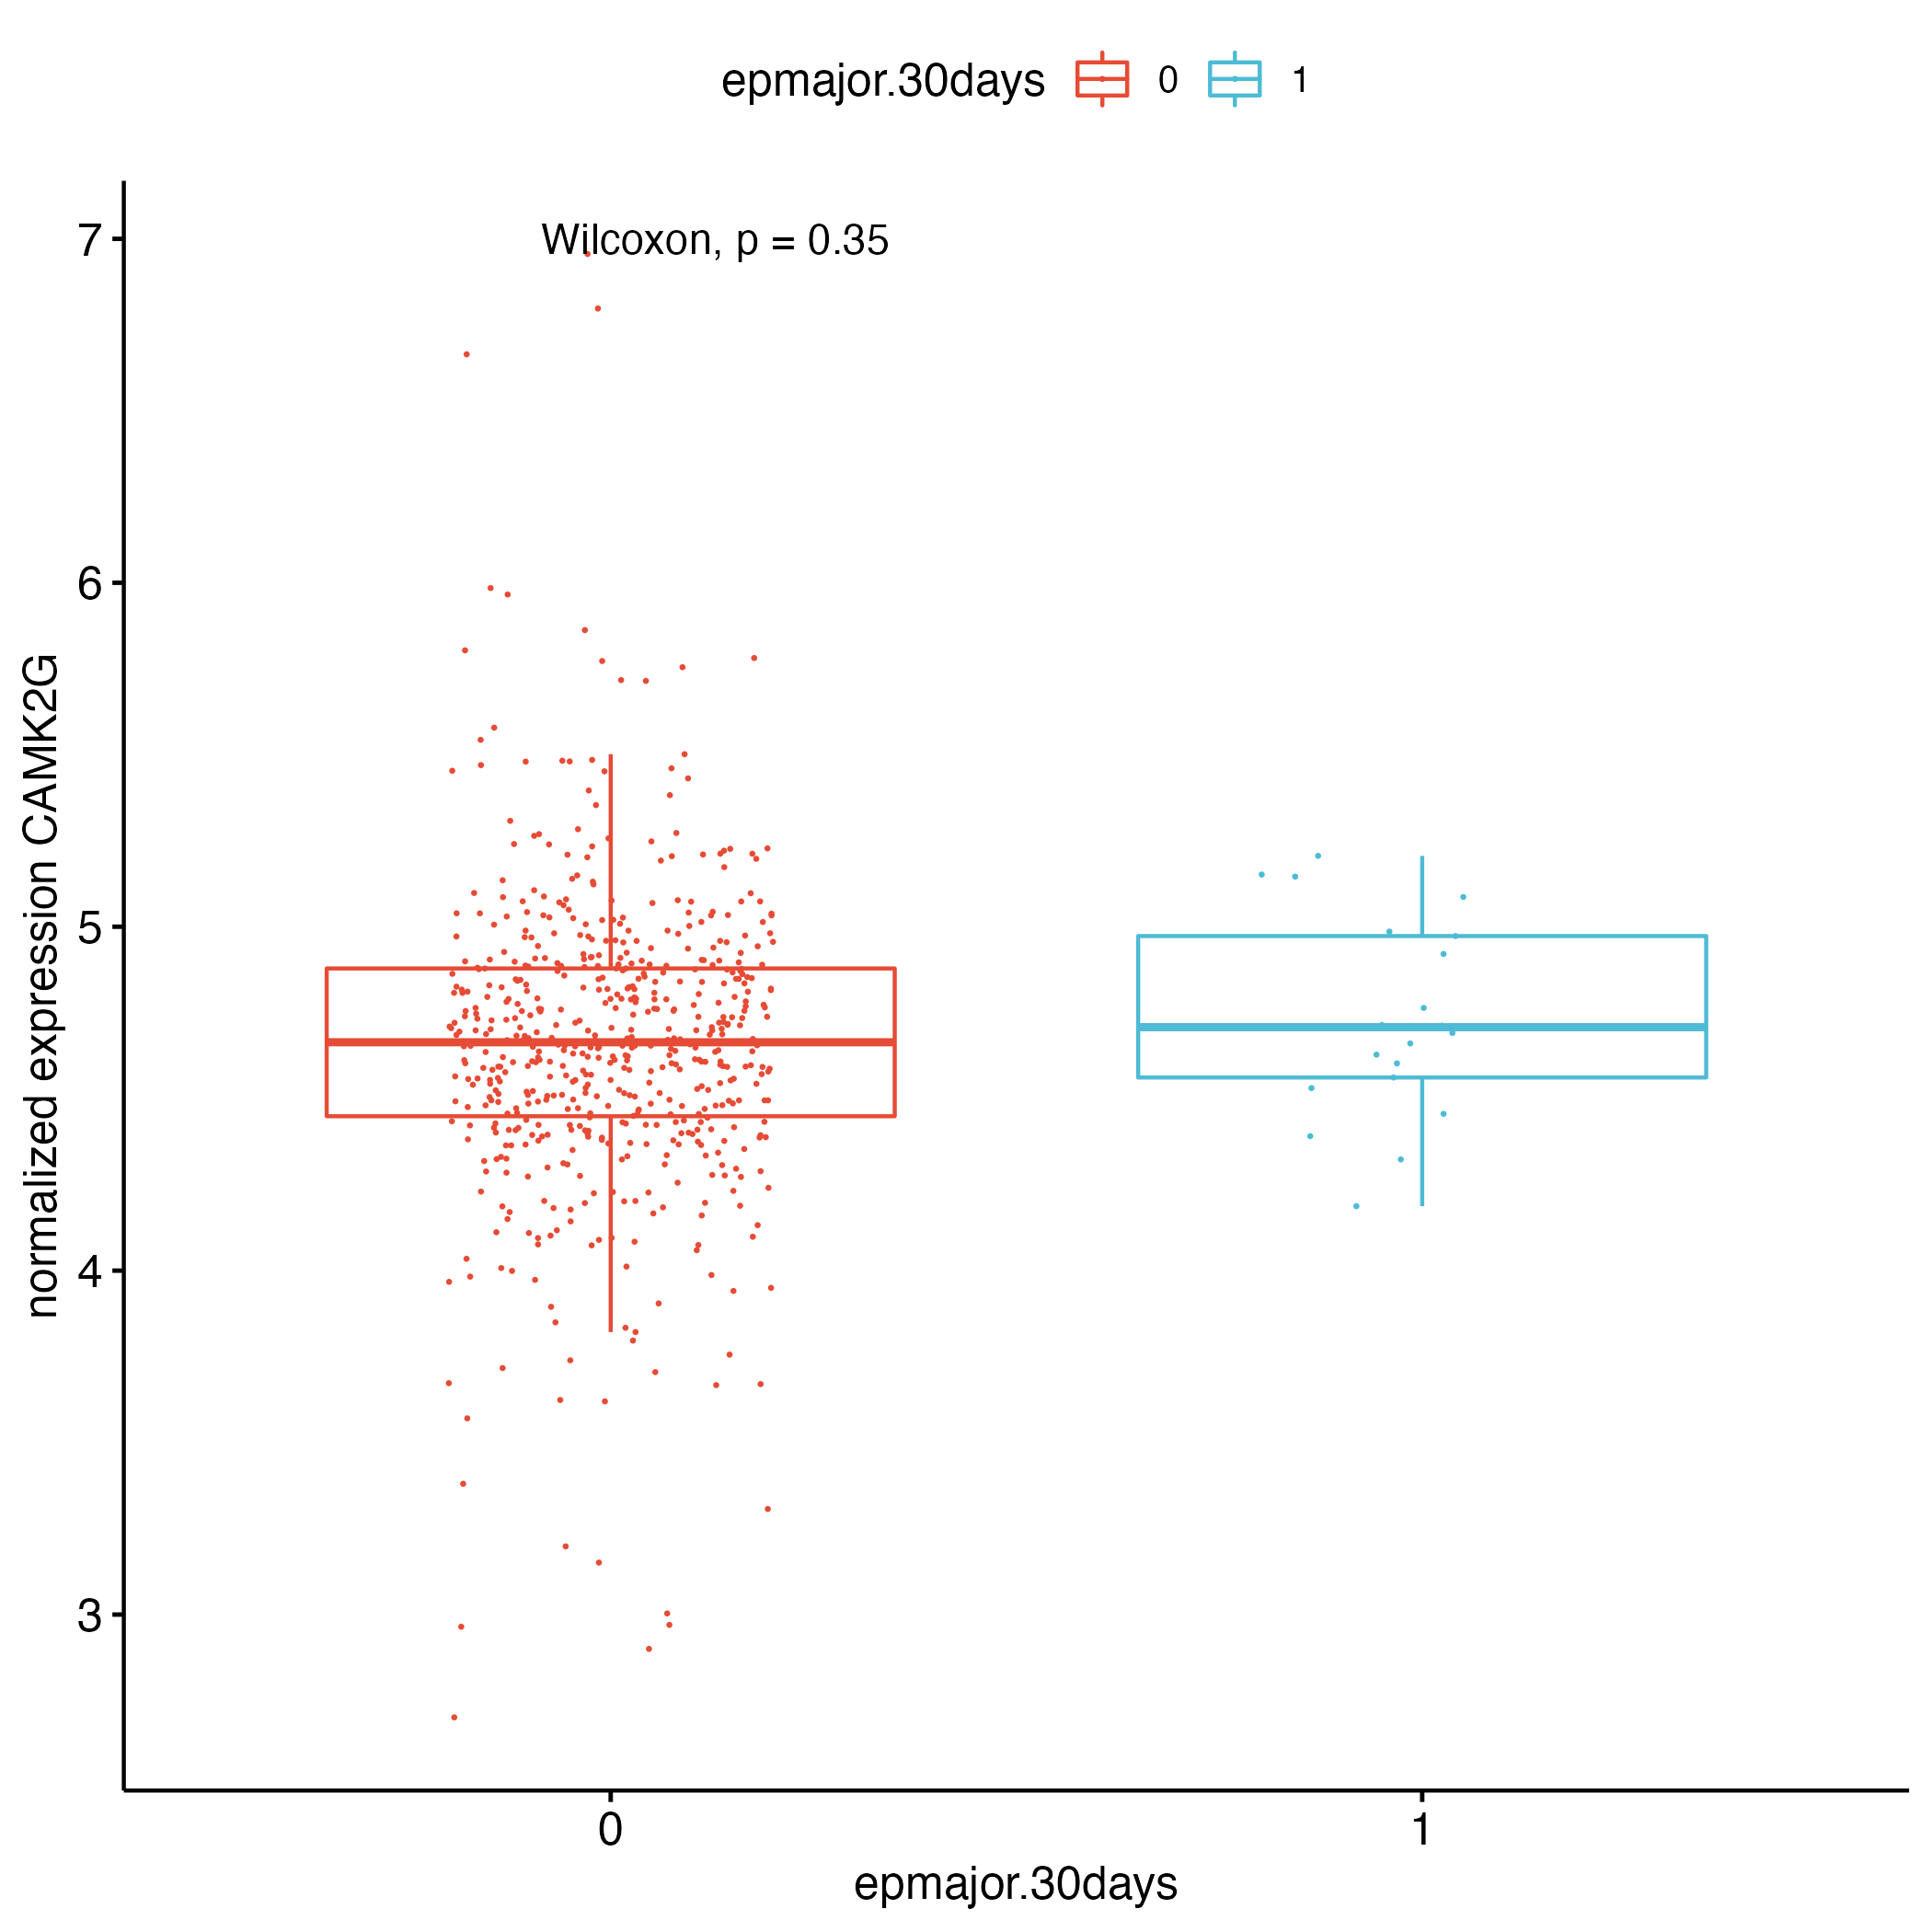 epmajor.30days 0 1
Wilcoxon, p = 0.35
7
6
5
4
3
normalized expression CAMK2G
0 1
epmajor.30days